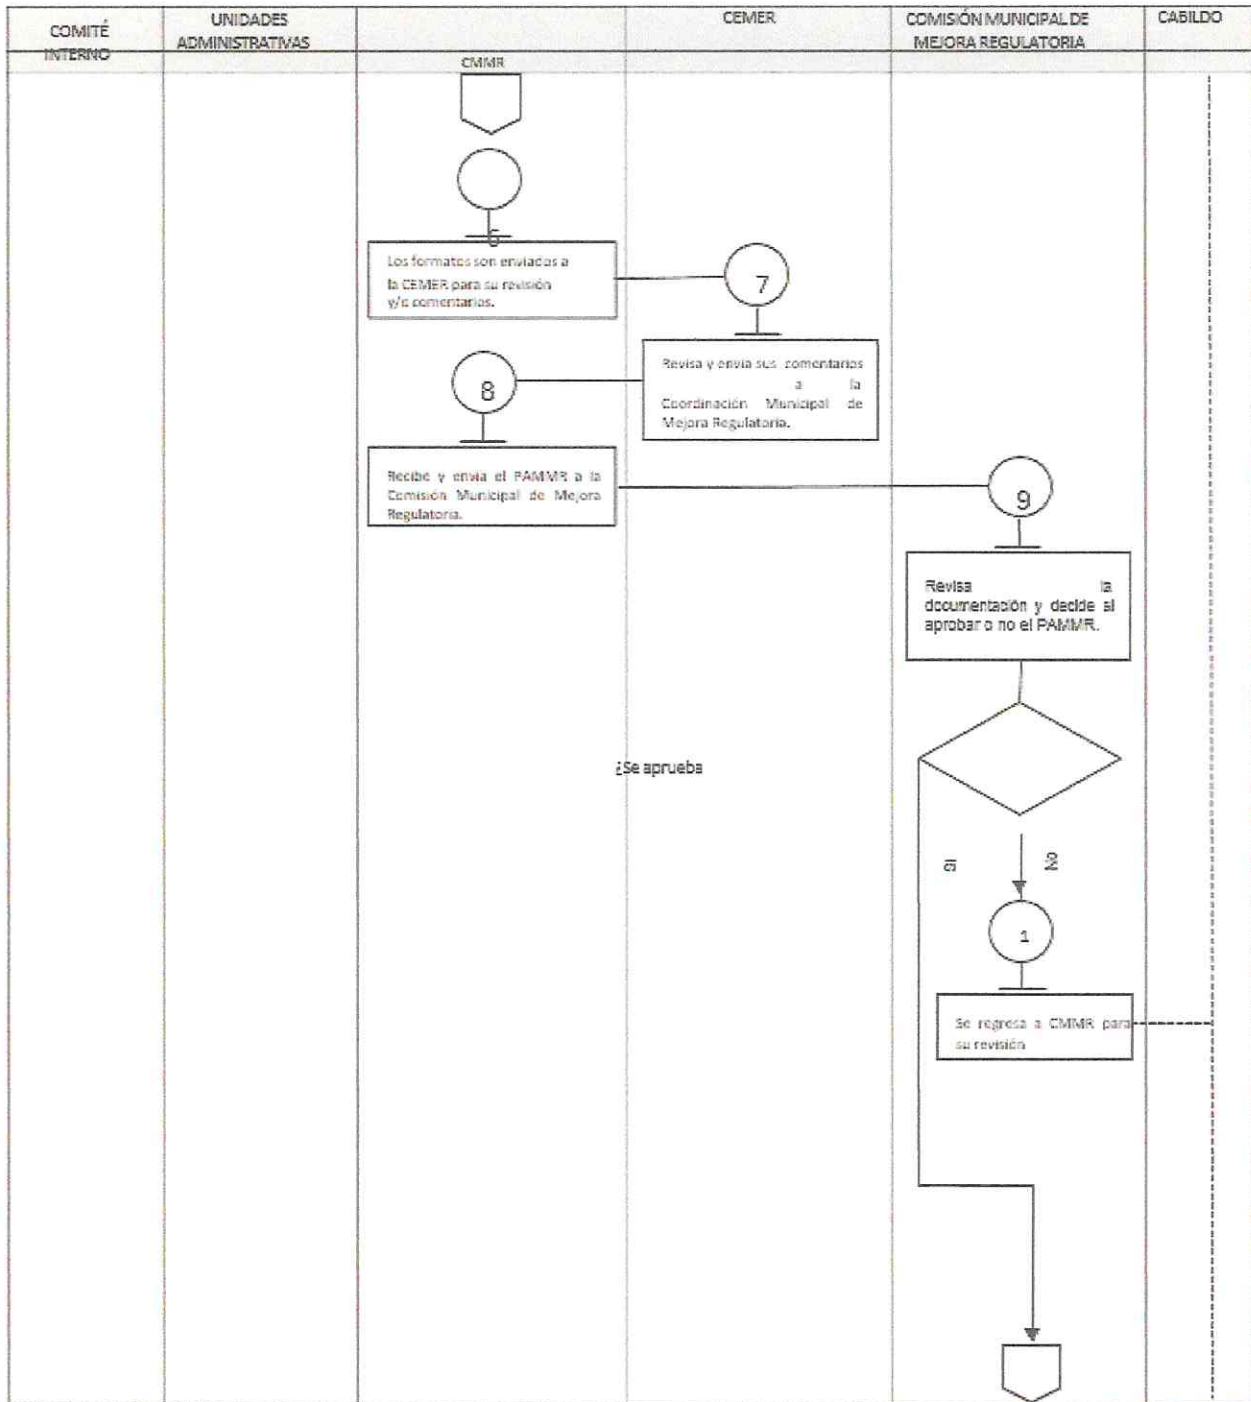 COMITÉ
INTERNO
UNIDADES
ADMINISTRATIVAS
CMMR
CEMER
COMISIÓN MUNICIPAL DE
MEJORA REGULATORIA
CABILDO
Los formatos son enviados a
la CEMER para su revisión
y/o comentarios.
7
Revisa y envia sus comentarios
a la
Coordinación Municipal de
Mejora Regulatoria.
8
Recibe y envia el PAMMR a la
Comisión Municipal de Mejora
Regulatoria.
9
Revisa la
documentación y decide si
aprobar o no el PAMMR.
¿Se aprueba
SI
No
1
Se regresa a CMMR para
su revisión